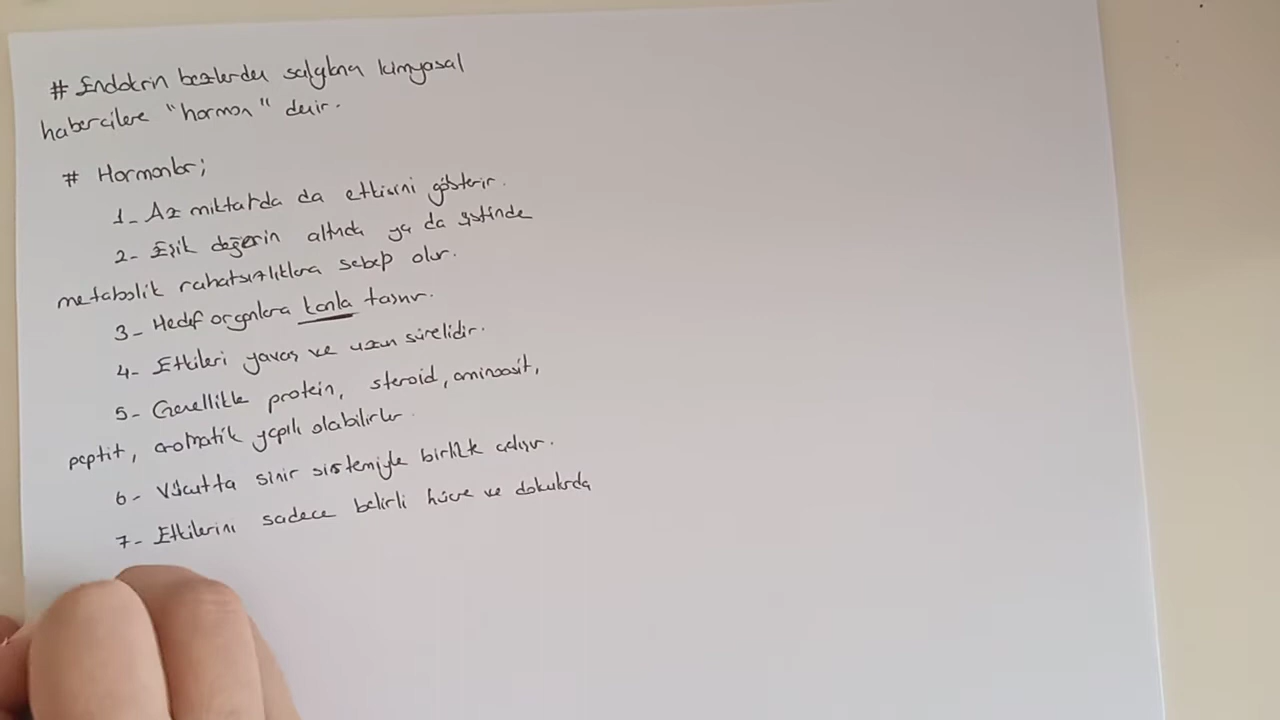 # Endokrin bezlerden salgılanan kimyasal
habercilere "hormon" denir.
# Hormonlar;
1- Az miktarda da etkisini gösterir.
2- Eşik değerin altında ya da üstünde
metabolik rahatsızlıklara sebep olur.
3- Hedef organlara kanla taşınır.
4- Etkileri yavaş ve uzun sürelidir.
5- Genellikle protein, steroid, aminoasit,
peptit, aromatik yapılı olabilirler.
6- Vücutta sinir sistemiyle birlikte çalışır.
7- Etkilerini sadece belirli hücre ve dokularda